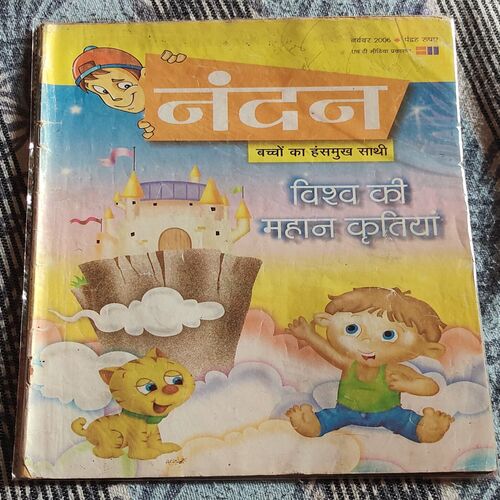 नवंबर 2006 • पंद्रह रुपए
एच टी मीडिया प्रकाशन
नंदन
बच्चों का हंसमुख साथी
विश्व की
महान कृतियां